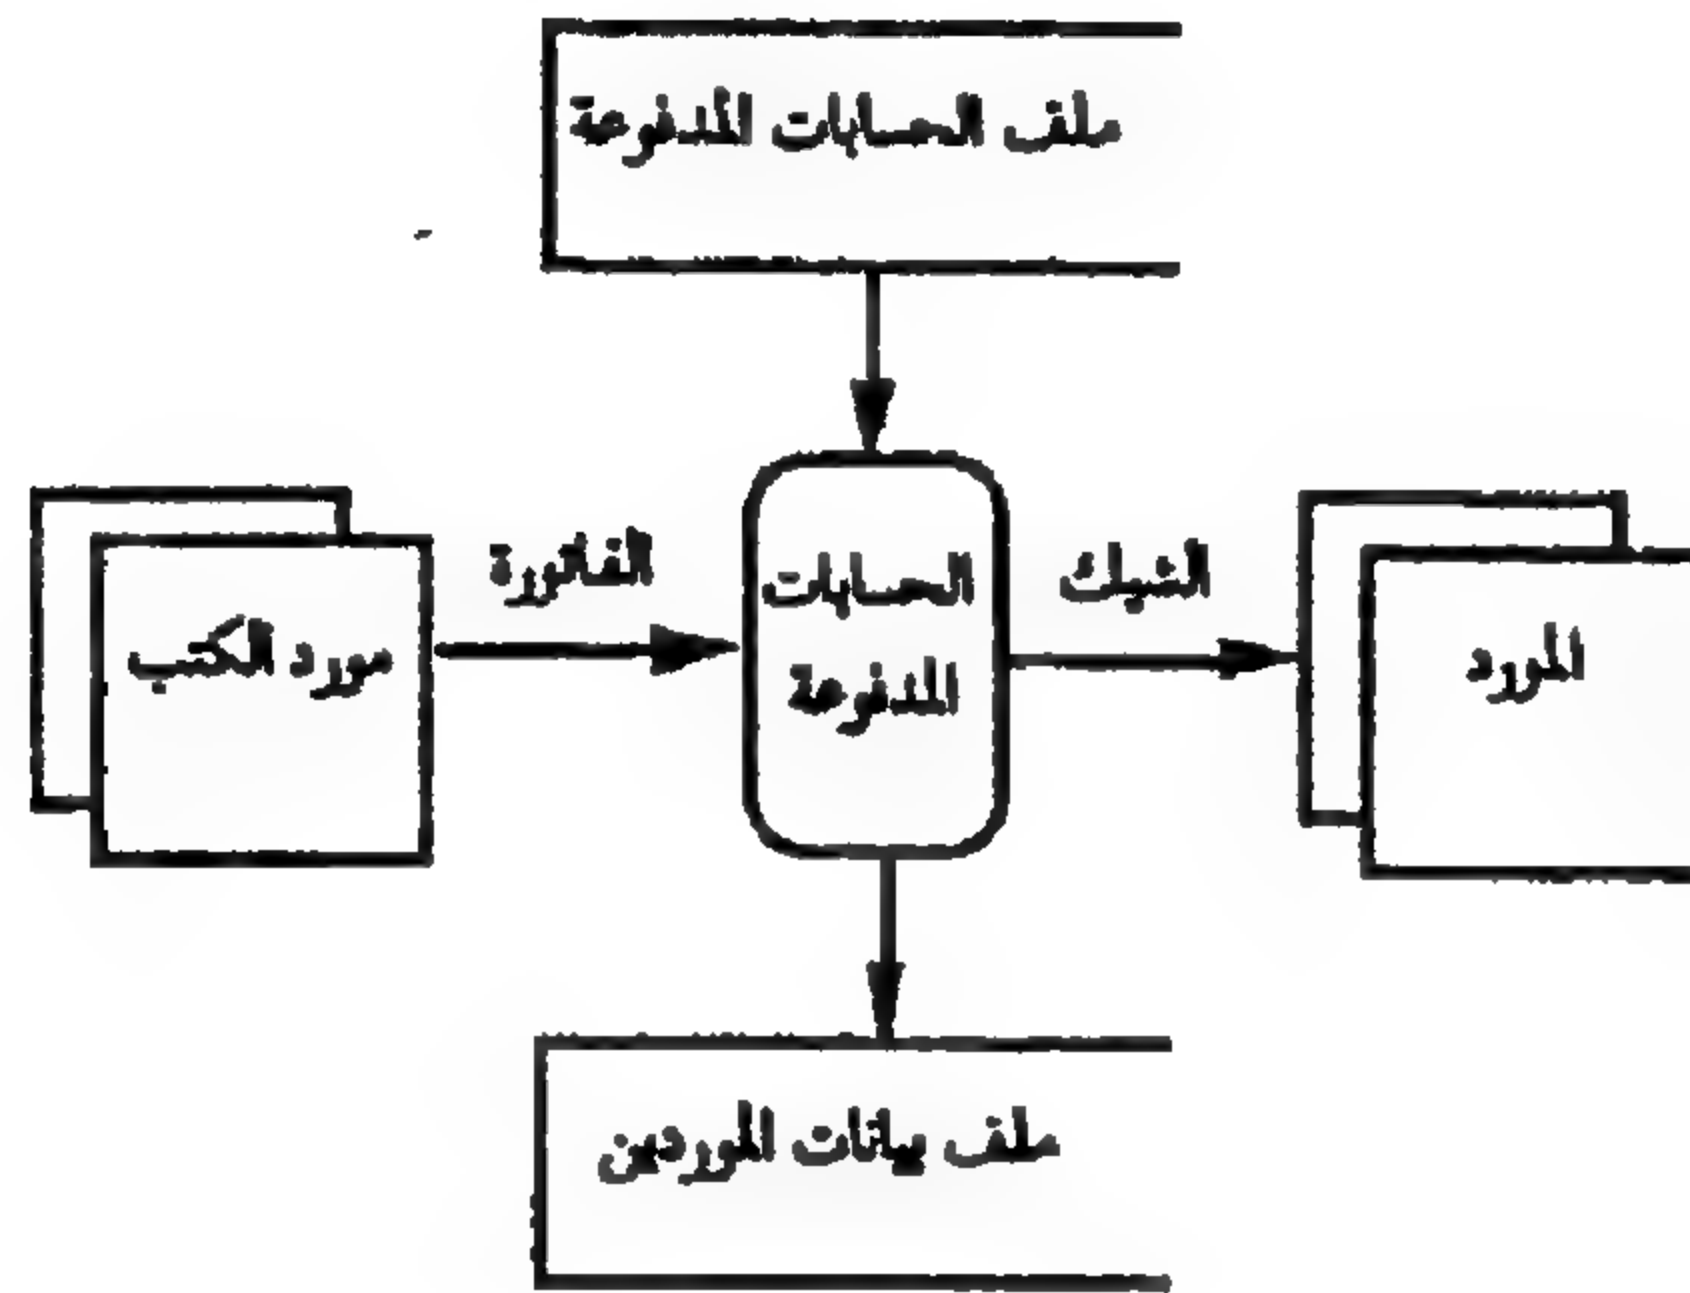 ملف الحسابات المدفوعة
مورد الكتب
الفاتورة
الحسابات
المدفوعة
الشيك
المورد
ملف بيانات الموردين